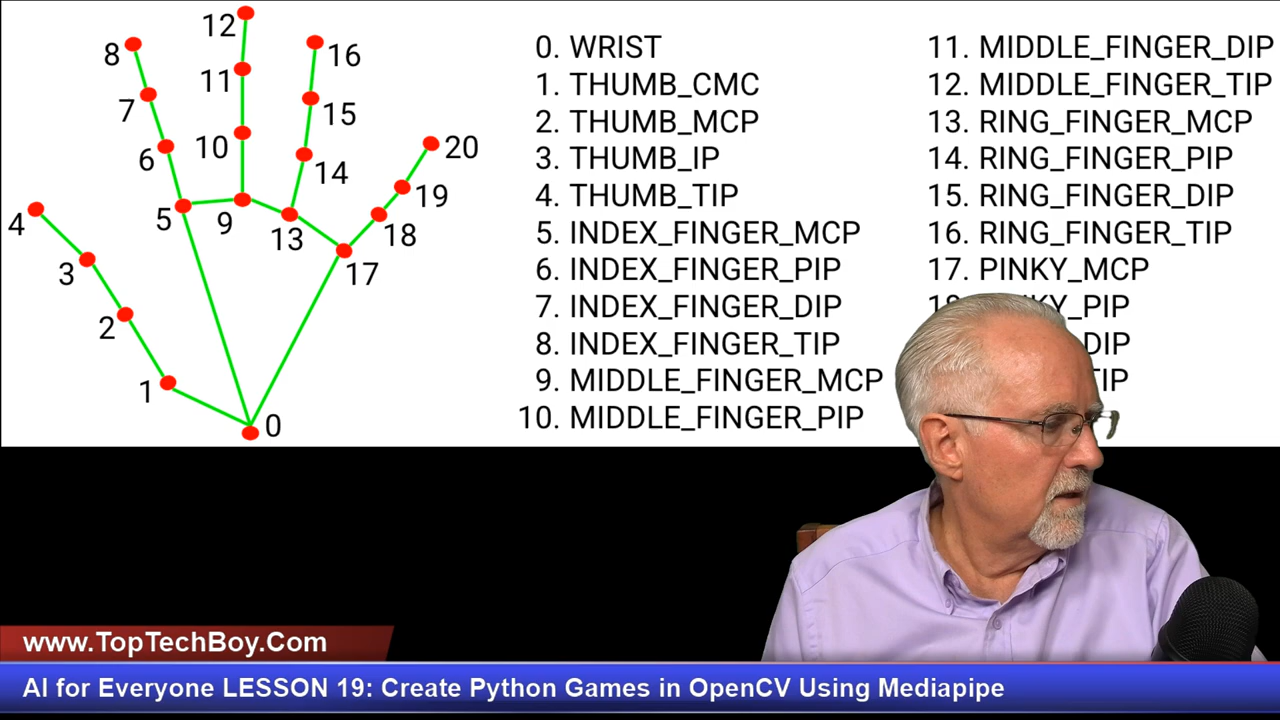 12
8
16
11
7
15
10
6
14
20
19
5
9
13
18
4
17
3
2
1
0
0. WRIST
1. THUMB_CMC
2. THUMB_MCP
3. THUMB_IP
4. THUMB_TIP
5. INDEX_FINGER_MCP
6. INDEX_FINGER_PIP
7. INDEX_FINGER_DIP
8. INDEX_FINGER_TIP
9. MIDDLE_FINGER_MCP
10. MIDDLE_FINGER_PIP
11. MIDDLE_FINGER_DIP
12. MIDDLE_FINGER_TIP
13. RING_FINGER_MCP
14. RING_FINGER_PIP
15. RING_FINGER_DIP
16. RING_FINGER_TIP
17. PINKY_MCP
PIP
DIP
www.TopTechBoy.Com
AI for Everyone LESSON 19: Create Python Games in OpenCV Using Mediapipe